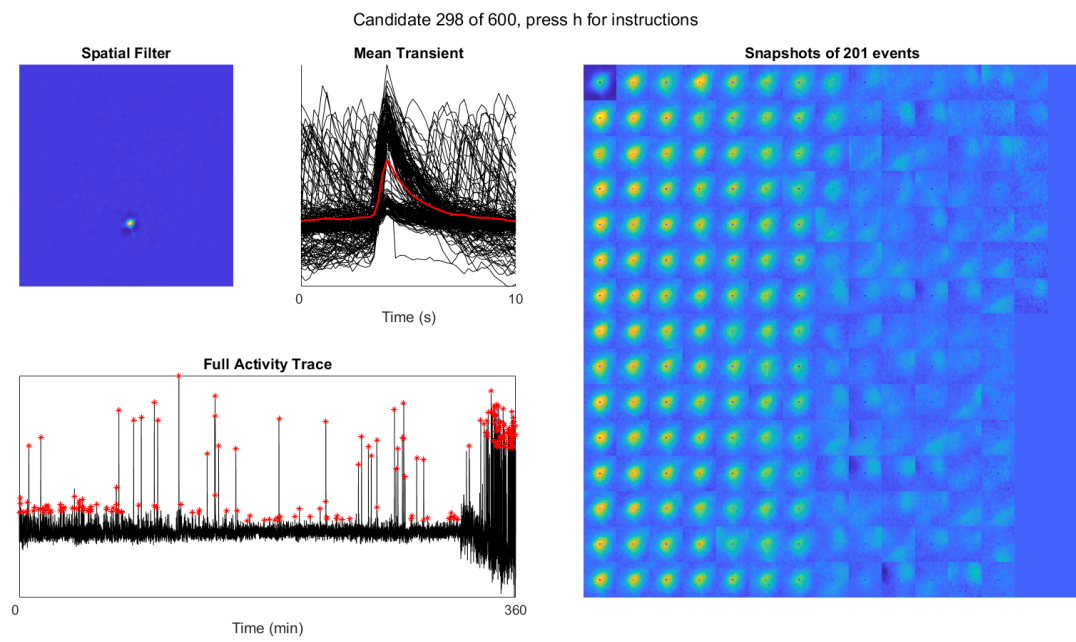 Candidate 298 of 600, press h for instructions
Spatial Filter
Mean Transient
Snapshots of 201 events
0
10
Time (s)
Full Activity Trace
0
360
Time (min)